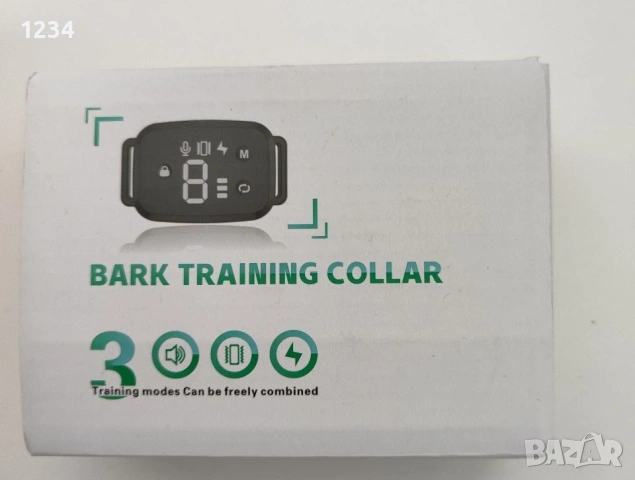 1234
M
8
BARK TRAINING COLLAR
3
Training modes Can be freely combined
BAZAR